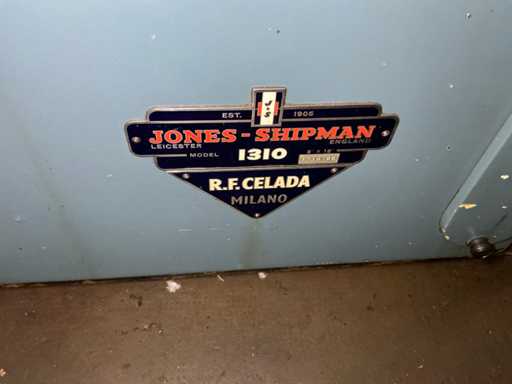 J&S
EST. 1905
JONES-SHIPMAN
LEICESTER ENGLAND
MODEL 1310
R.F. CELADA
MILANO